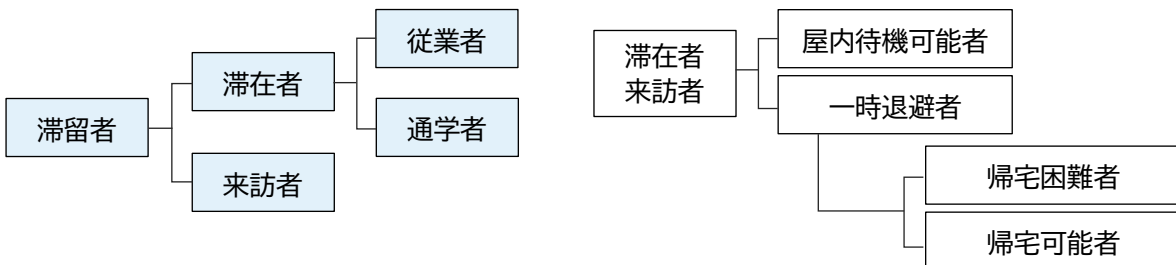 滞留者
滞在者
従業者
通学者
来訪者
滞在者
来訪者
屋内待機可能者
一時退避者
帰宅困難者
帰宅可能者